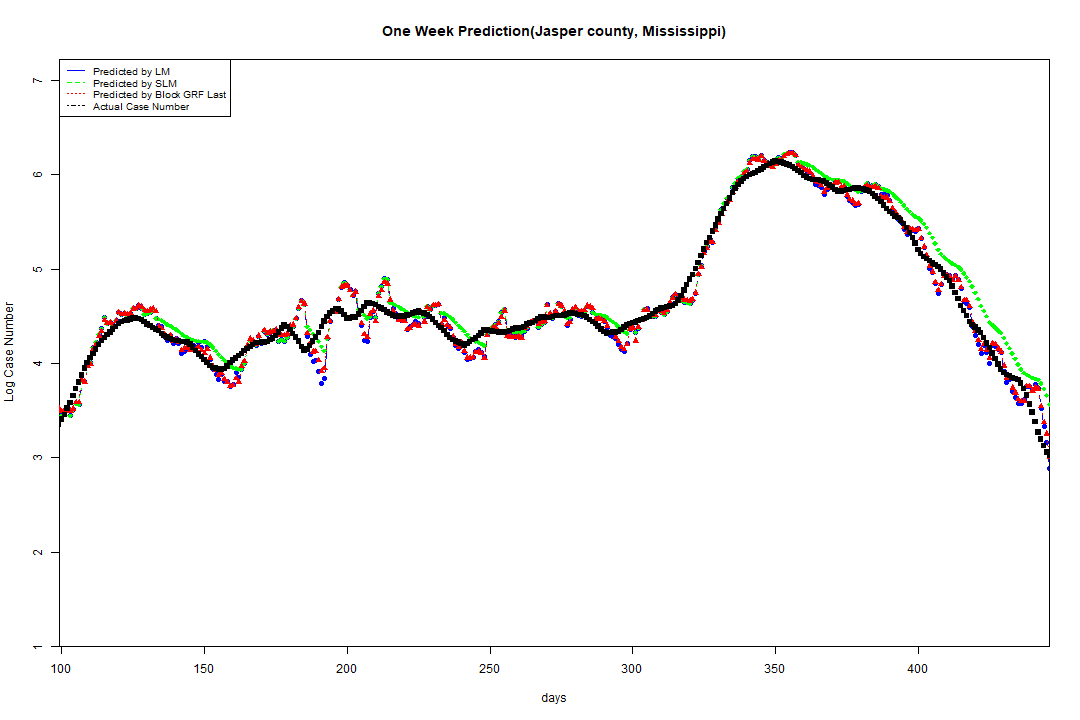 One Week Prediction(Jasper county, Mississippi)
Predicted by LM
Predicted by SLM
Predicted by Block GRF Last
Actual Case Number
7
6
5
4
3
2
1
Log Case Number
100 150 200 250 300 350 400
days